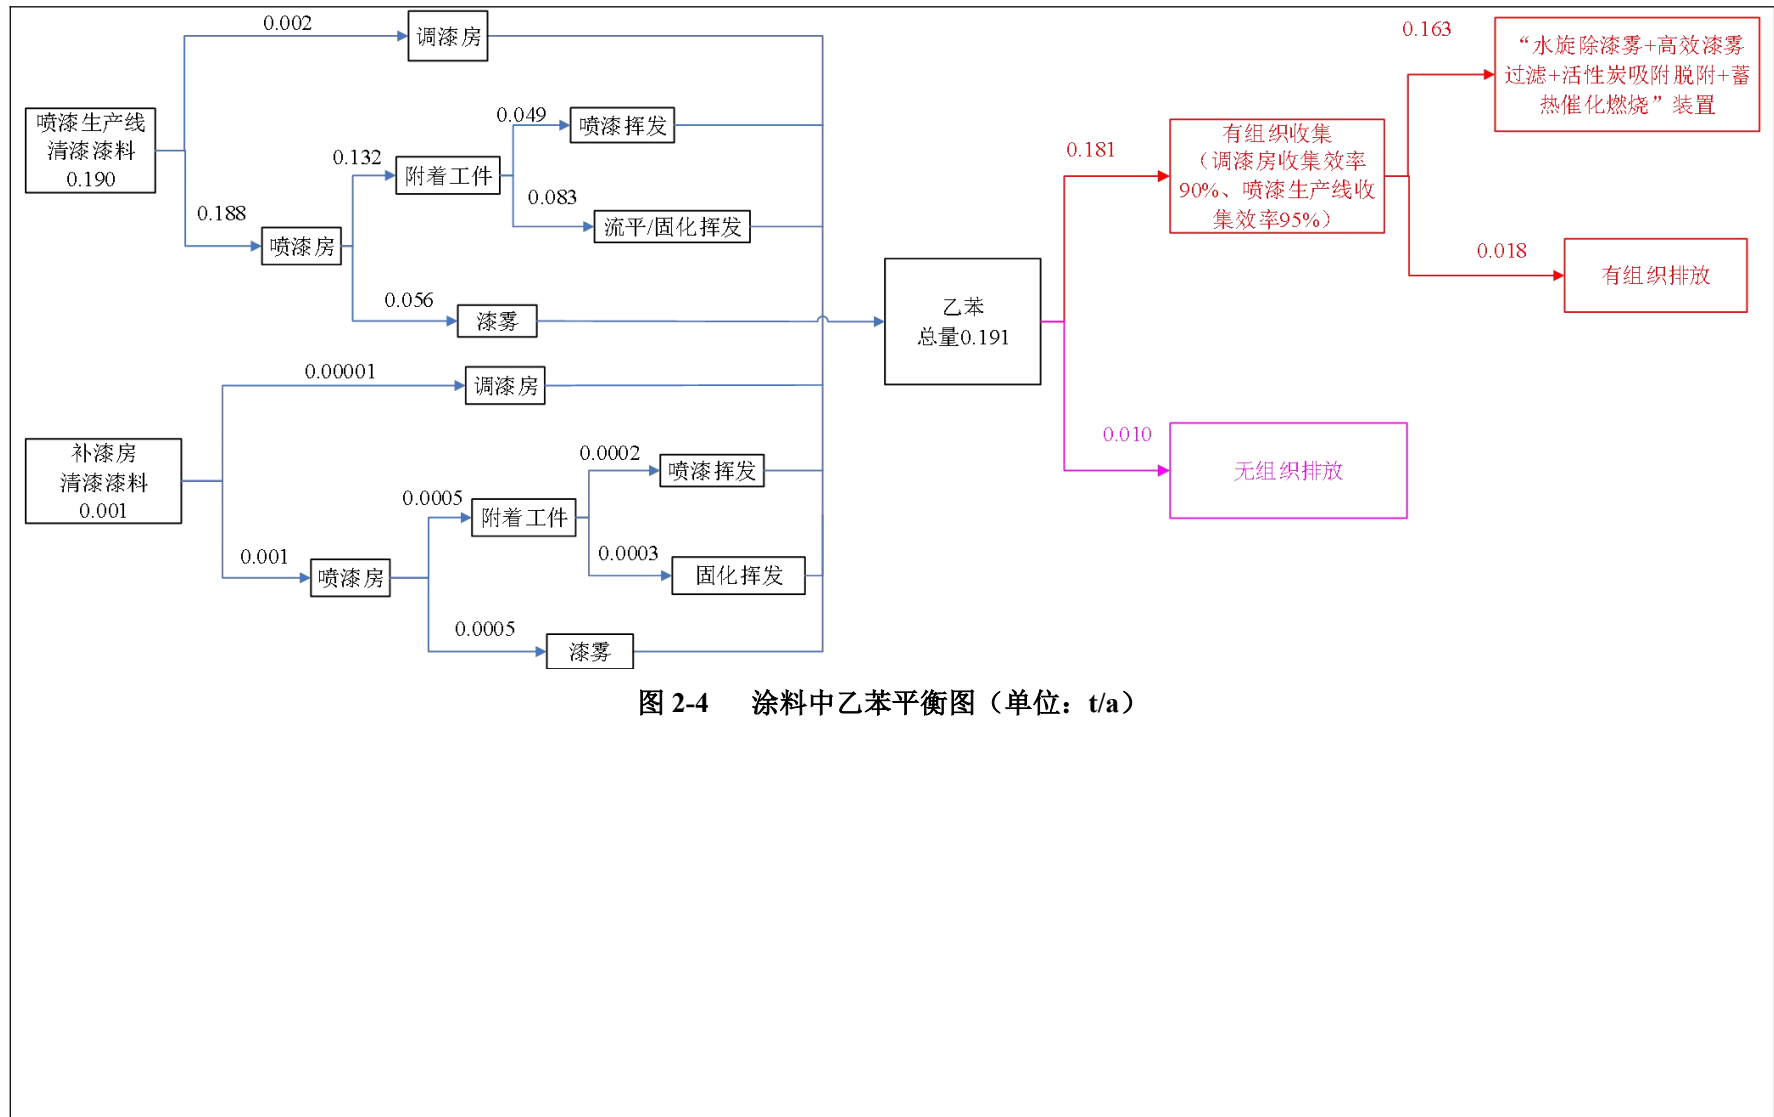 0.002
调漆房
喷漆生产线
清漆漆料
0.190
0.049
喷漆挥发
0.132
附着工件
0.083
流平/固化挥发
0.188
喷漆房
0.056
漆雾
0.00001
调漆房
补漆房
清漆漆料
0.001
0.0002
喷漆挥发
0.0005
附着工件
0.0003
固化挥发
0.001
喷漆房
0.0005
漆雾
乙苯
总量0.191
0.181
有组织收集
（调漆房收集效率
90%、喷漆生产线收
集效率95%）
0.163
“水旋除漆雾+高效漆雾
过滤+活性炭吸附脱附+蓄
热催化燃烧”装置
0.018
有组织排放
0.010
无组织排放
图 2-4 涂料中乙苯平衡图（单位：t/a）